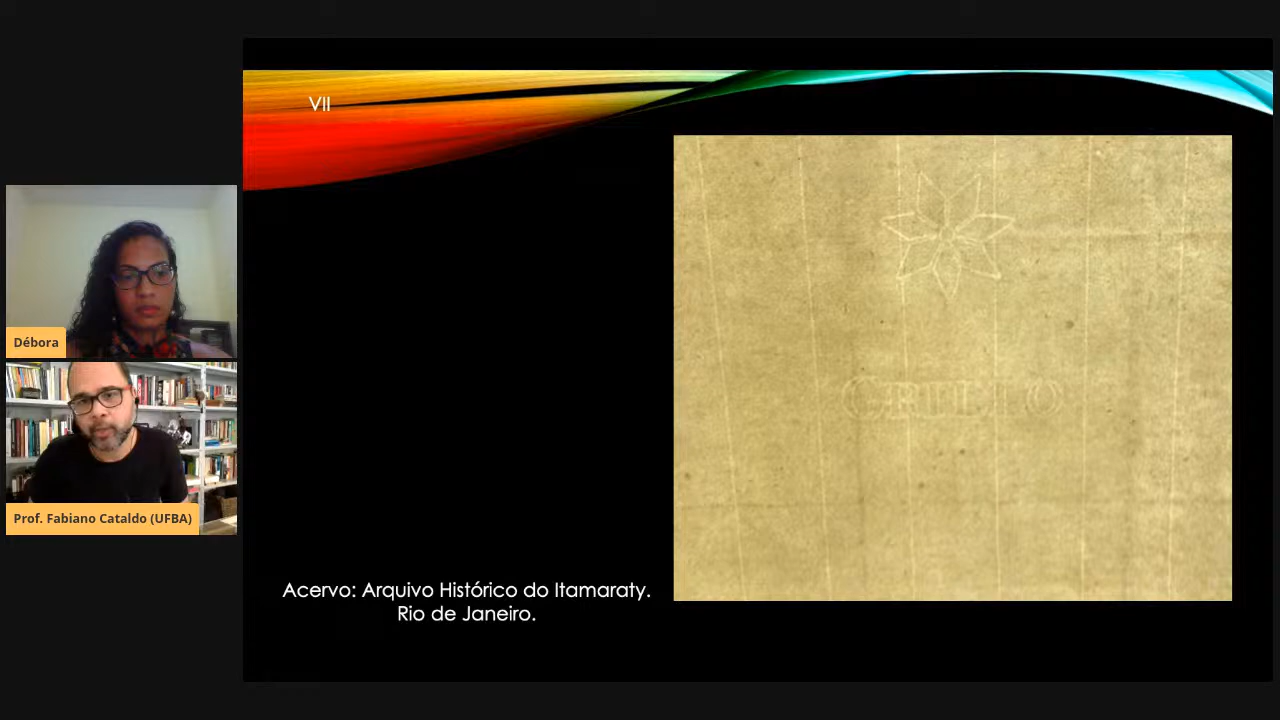 VII
Débora
Prof. Fabiano Cataldo (UFBA)
Acervo: Arquivo Histórico do Itamaraty.
Rio de Janeiro.